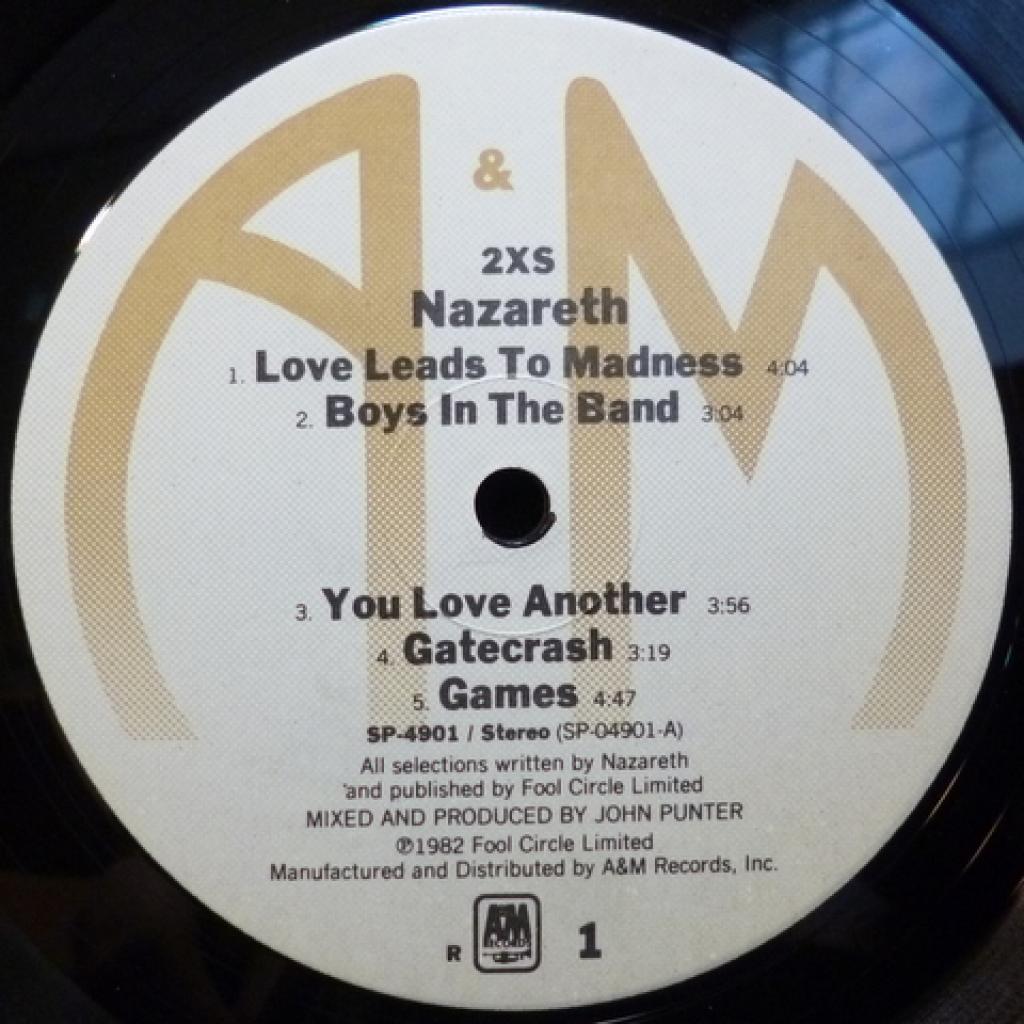 A & M
2XS
Nazareth
1. Love Leads To Madness 4:04
2. Boys In The Band 3:04
3. You Love Another 3:56
4. Gatecrash 3:19
5. Games 4:47
SP-4901 / Stereo (SP-04901-A)
All selections written by Nazareth
and published by Fool Circle Limited
MIXED AND PRODUCED BY JOHN PUNTER
℗1982 Fool Circle Limited
Manufactured and Distributed by A&M Records, Inc.
R A&M RECORDS 1